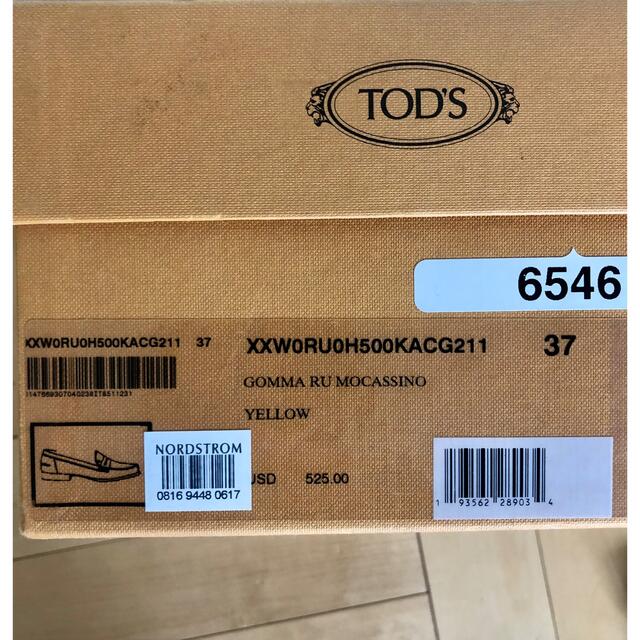 TOD'S
6546
XXW0RU0H500KACG211 37
XXW0RU0H500KACG211 37
GOMMA RU MOCASSINO
YELLOW
NORDSTROM
0816 9448 0617
USD 525.00
1 93562 28903 4